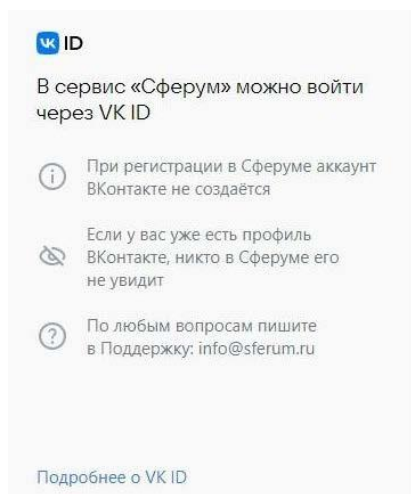 VK ID
В сервис «Сферум» можно войти
через VK ID
При регистрации в Сферуме аккаунт
ВКонтакте не создаётся
Если у вас уже есть профиль
ВКонтакте, никто в Сферуме его
не увидит
По любым вопросам пишите
в Поддержку: info@sferum.ru
Подробнее о VK ID